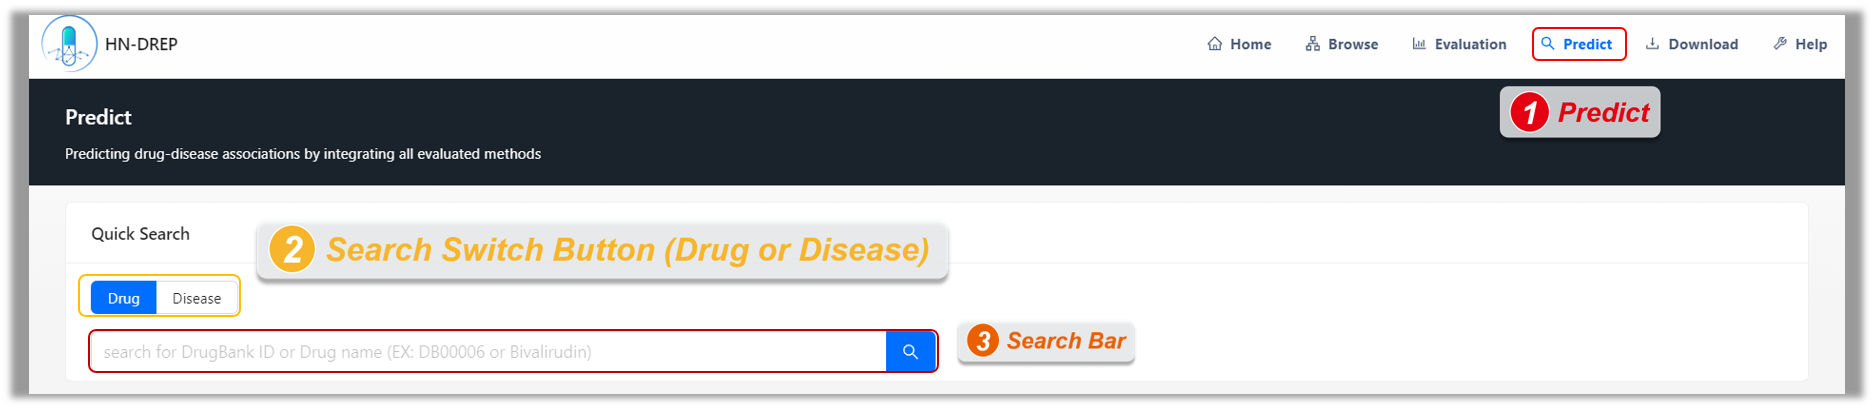 HN-DREP
Home Browse Evaluation Predict Download Help
1 Predict
Predict
Predicting drug-disease associations by integrating all evaluated methods
Quick Search
2 Search Switch Button (Drug or Disease)
Drug Disease
search for DrugBank ID or Drug name (EX: DB00006 or Bivalirudin)
3 Search Bar